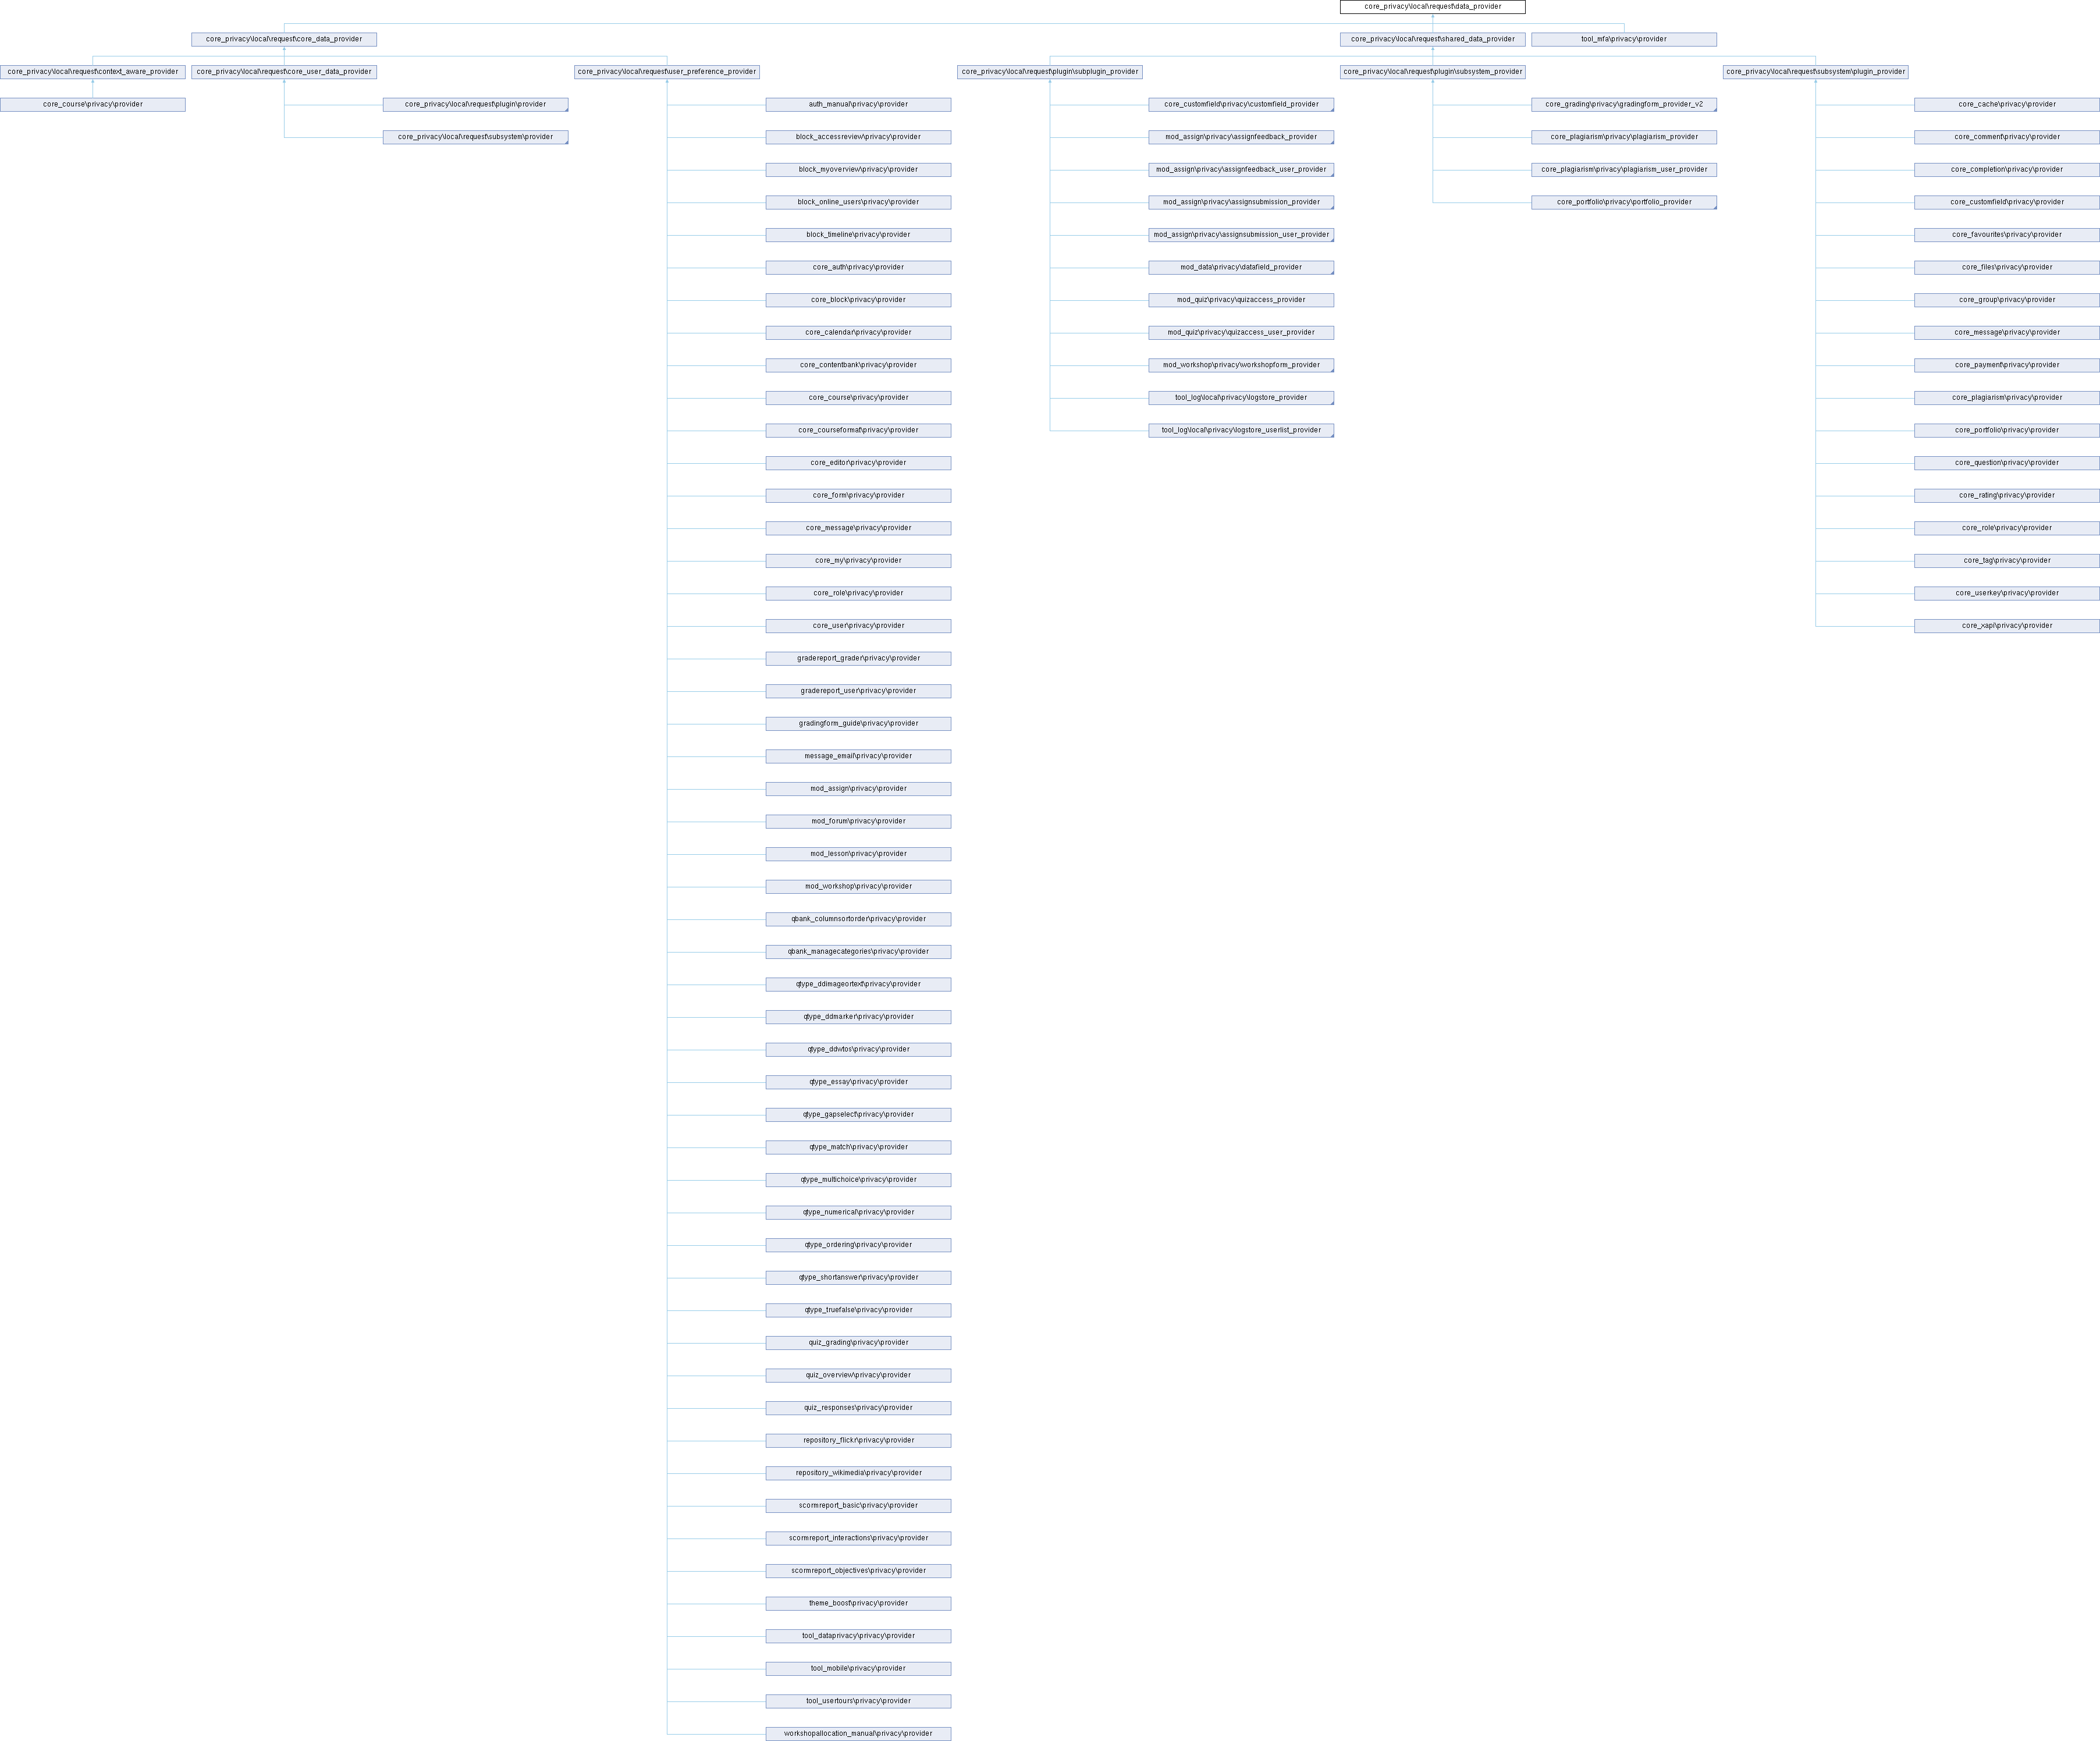 core_privacy\local\request\data_provider
core_privacy\local\request\core_data_provider
core_privacy\local\request\shared_data_provider
tool_mfa\privacy\provider
core_privacy\local\request\context_aware_provider
core_privacy\local\request\core_user_data_provider
core_privacy\local\request\user_preference_provider
core_privacy\local\request\plugin\subplugin_provider
core_privacy\local\request\plugin\subsystem_provider
core_privacy\local\request\subsystem\plugin_provider
core_course\privacy\provider
core_privacy\local\request\plugin\provider
core_privacy\local\request\subsystem\provider
auth_manual\privacy\provider
block_accessreview\privacy\provider
block_myoverview\privacy\provider
block_online_users\privacy\provider
block_timeline\privacy\provider
core_auth\privacy\provider
core_block\privacy\provider
core_calendar\privacy\provider
core_contentbank\privacy\provider
core_course\privacy\provider
core_courseformat\privacy\provider
core_editor\privacy\provider
core_form\privacy\provider
core_message\privacy\provider
core_my\privacy\provider
core_role\privacy\provider
core_user\privacy\provider
gradereport_grader\privacy\provider
gradereport_user\privacy\provider
gradingform_guide\privacy\provider
message_email\privacy\provider
mod_assign\privacy\provider
mod_forum\privacy\provider
mod_lesson\privacy\provider
mod_workshop\privacy\provider
qbank_columnsortorder\privacy\provider
qbank_managecategories\privacy\provider
qtype_ddimageortext\privacy\provider
qtype_ddmarker\privacy\provider
qtype_ddwtos\privacy\provider
qtype_essay\privacy\provider
qtype_gapselect\privacy\provider
qtype_match\privacy\provider
qtype_multichoice\privacy\provider
qtype_numerical\privacy\provider
qtype_ordering\privacy\provider
qtype_shortanswer\privacy\provider
qtype_truefalse\privacy\provider
quiz_grading\privacy\provider
quiz_overview\privacy\provider
quiz_responses\privacy\provider
repository_flickr\privacy\provider
repository_wikimedia\privacy\provider
scormreport_basic\privacy\provider
scormreport_interactions\privacy\provider
scormreport_objectives\privacy\provider
theme_boost\privacy\provider
tool_dataprivacy\privacy\provider
tool_mobile\privacy\provider
tool_usertours\privacy\provider
workshopallocation_manual\privacy\provider
core_customfield\privacy\customfield_provider
mod_assign\privacy\assignfeedback_provider
mod_assign\privacy\assignfeedback_user_provider
mod_assign\privacy\assignsubmission_provider
mod_assign\privacy\assignsubmission_user_provider
mod_data\privacy\datafield_provider
mod_quiz\privacy\quizaccess_provider
mod_quiz\privacy\quizaccess_user_provider
mod_workshop\privacy\workshopform_provider
tool_log\local\privacy\logstore_provider
tool_log\local\privacy\logstore_userlist_provider
core_grading\privacy\gradingform_provider_v2
core_plagiarism\privacy\plagiarism_provider
core_plagiarism\privacy\plagiarism_user_provider
core_portfolio\privacy\portfolio_provider
core_cache\privacy\provider
core_comment\privacy\provider
core_completion\privacy\provider
core_customfield\privacy\provider
core_favourites\privacy\provider
core_files\privacy\provider
core_group\privacy\provider
core_message\privacy\provider
core_payment\privacy\provider
core_plagiarism\privacy\provider
core_portfolio\privacy\provider
core_question\privacy\provider
core_rating\privacy\provider
core_role\privacy\provider
core_tag\privacy\provider
core_userkey\privacy\provider
core_xapi\privacy\provider